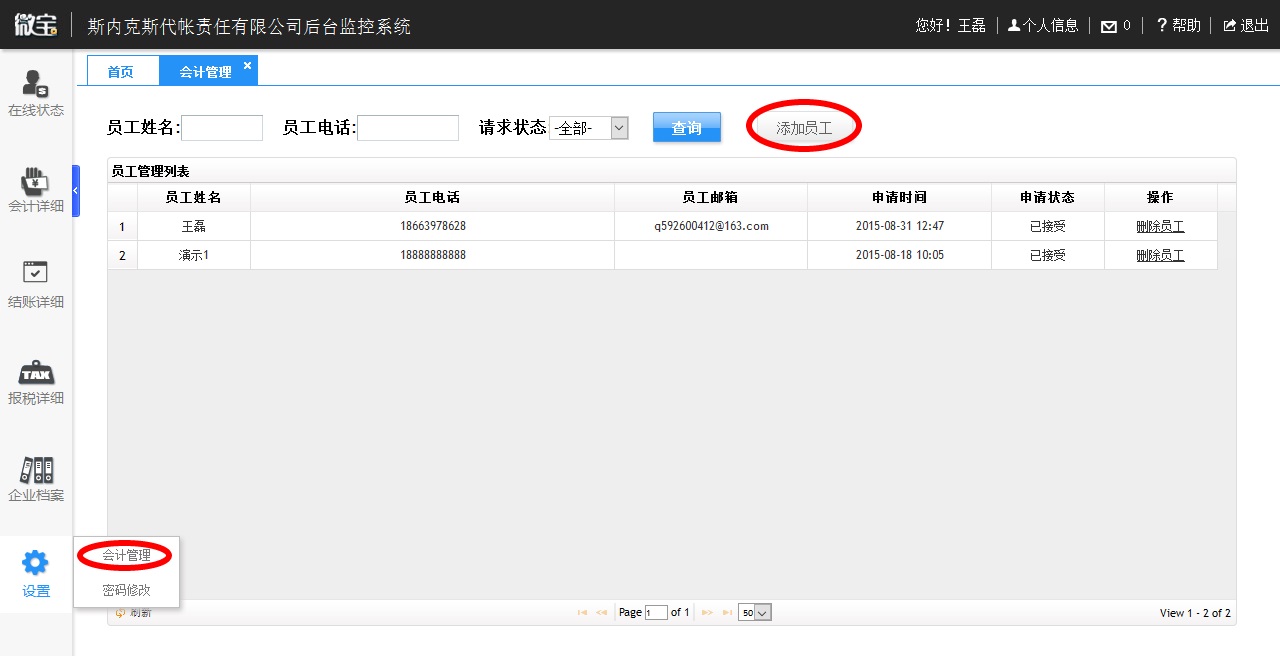 微宝 斯内克斯代帐责任有限公司后台监控系统 您好！王磊 个人信息 0 ? 帮助 退出
首页 会计管理 ×
在线状态
员工姓名: 员工电话: 请求状态 -全部- 查询 添加员工
员工管理列表
员工姓名 员工电话 员工邮箱 申请时间 申请状态 操作
会计详细
1 王磊 18663978628 q592600412@163.com 2015-08-31 12:47 已接受 删除员工
2 演示1 18888888888 2015-08-18 10:05 已接受 删除员工
结账详细
TAX
报税详细
企业档案
会计管理
设置
密码修改
刷新 Page 1 of 1 50 View 1 - 2 of 2